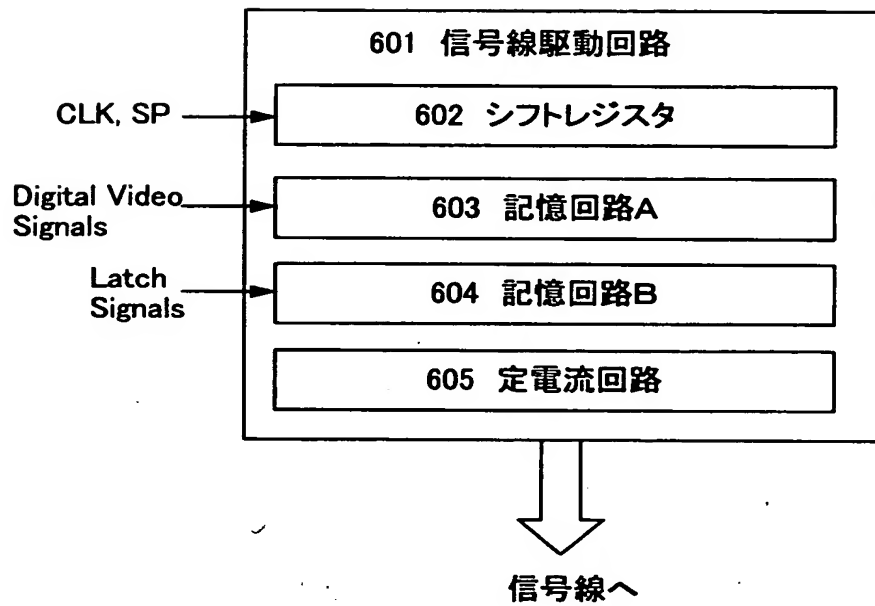 601 信号線駆動回路
CLK, SP
602 シフトレジスタ
Digital Video
Signals
603 記憶回路A
Latch
Signals
604 記憶回路B
605 定電流回路
信号線へ